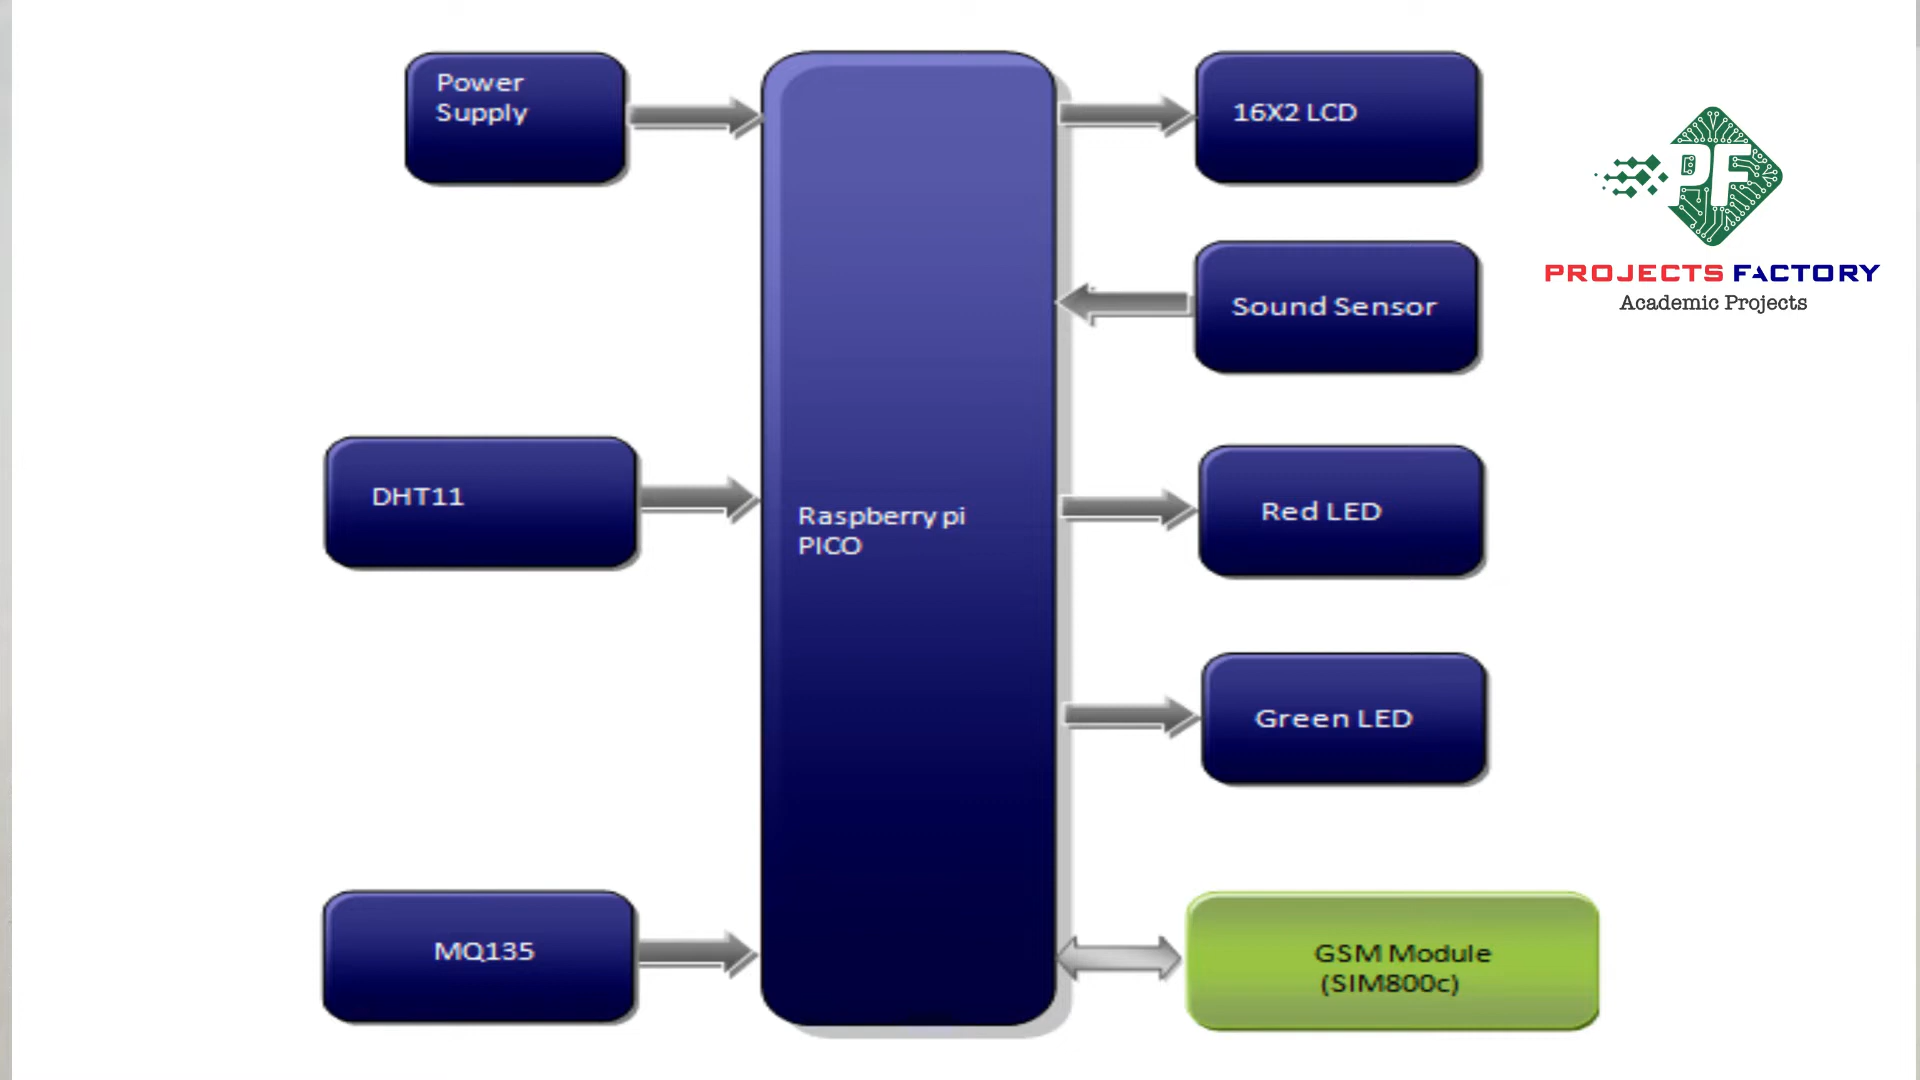 Power
Supply
16X2 LCD
PF
PROJECTS FACTORY
Academic Projects
Sound Sensor
DHT11
Raspberry pi
PICO
Red LED
Green LED
MQ135
GSM Module
(SIM800c)